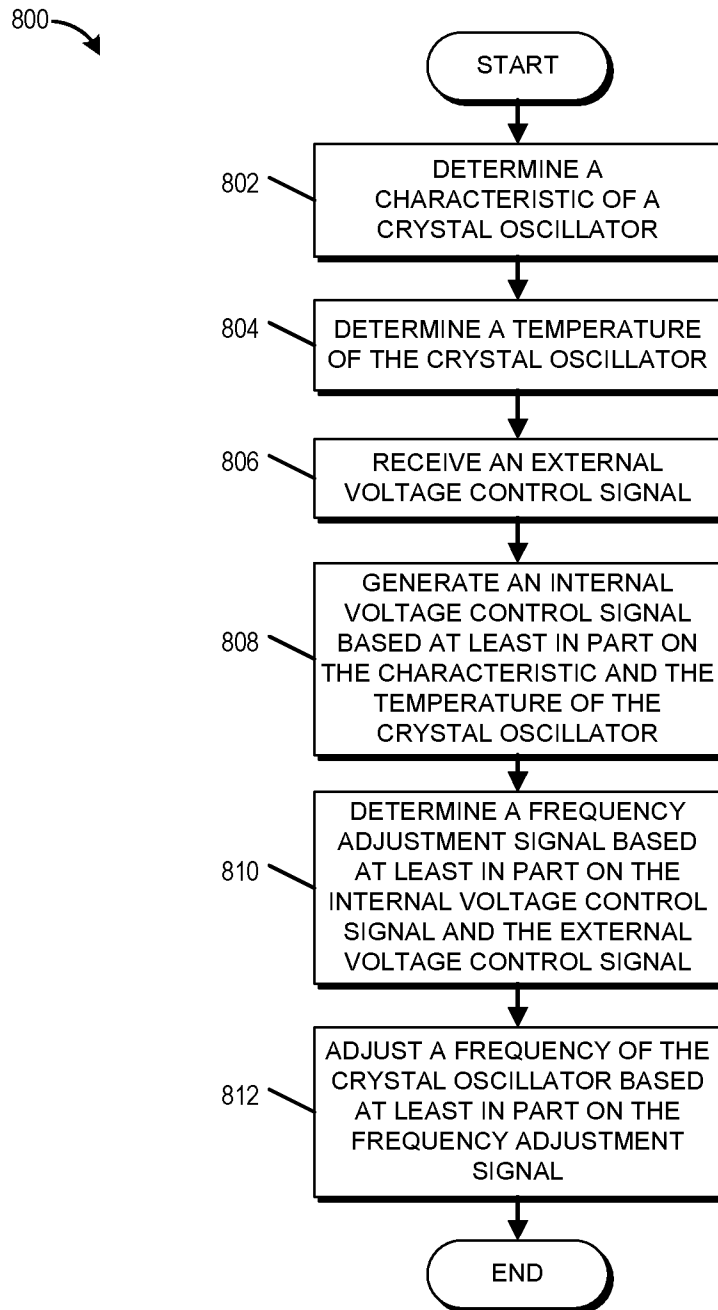 800
START
802
DETERMINE A
CHARACTERISTIC OF A
CRYSTAL OSCILLATOR
804
DETERMINE A TEMPERATURE
OF THE CRYSTAL OSCILLATOR
806
RECEIVE AN EXTERNAL
VOLTAGE CONTROL SIGNAL
808
GENERATE AN INTERNAL
VOLTAGE CONTROL SIGNAL
BASED AT LEAST IN PART ON
THE CHARACTERISTIC AND THE
TEMPERATURE OF THE
CRYSTAL OSCILLATOR
810
DETERMINE A FREQUENCY
ADJUSTMENT SIGNAL BASED
AT LEAST IN PART ON THE
INTERNAL VOLTAGE CONTROL
SIGNAL AND THE EXTERNAL
VOLTAGE CONTROL SIGNAL
812
ADJUST A FREQUENCY OF THE
CRYSTAL OSCILLATOR BASED
AT LEAST IN PART ON THE
FREQUENCY ADJUSTMENT
SIGNAL
END